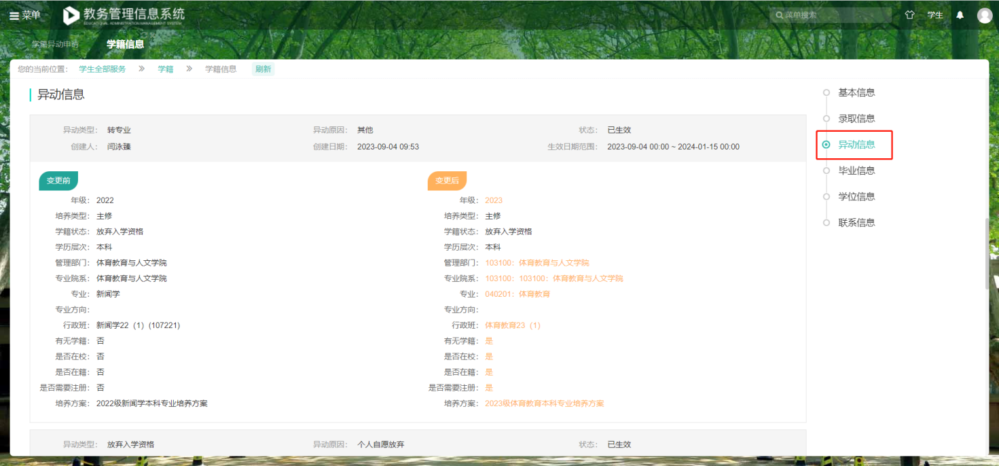 菜单 教务管理信息系统 菜单搜索 学生
EDUCATIONAL ADMINISTRATION MANAGEMENT SYSTEM
学籍异动申请 学籍信息
您的当前位置： 学生全部服务 » 学籍 » 学籍信息 刷新
异动信息
异动类型： 转专业 异动原因： 其他 状态： 已生效
创建人： 闫泳臻 创建日期： 2023-09-04 09:53 生效日期范围： 2023-09-04 00:00 ~ 2024-01-15 00:00
变更前
年级： 2022
培养类型： 主修
学籍状态： 放弃入学资格
学历层次： 本科
管理部门： 体育教育与人文学院
专业院系： 体育教育与人文学院
专业： 新闻学
专业方向：
行政班： 新闻学22（1）(107221)
有无学籍： 否
是否在校： 否
是否在籍： 否
是否需要注册： 否
培养方案： 2022级新闻学本科专业培养方案
变更后
年级： 2023
培养类型： 主修
学籍状态： 放弃入学资格
学历层次： 本科
管理部门： 103100：体育教育与人文学院
专业院系： 103100：103100：体育教育与人文学院
专业： 040201：体育教育
专业方向：
行政班： 体育教育23（1）
有无学籍： 是
是否在校： 是
是否在籍： 是
是否需要注册： 是
培养方案： 2023级体育教育本科专业培养方案
异动类型： 放弃入学资格 异动原因： 个人自愿放弃 状态： 已生效
基本信息
录取信息
异动信息
毕业信息
学位信息
联系信息